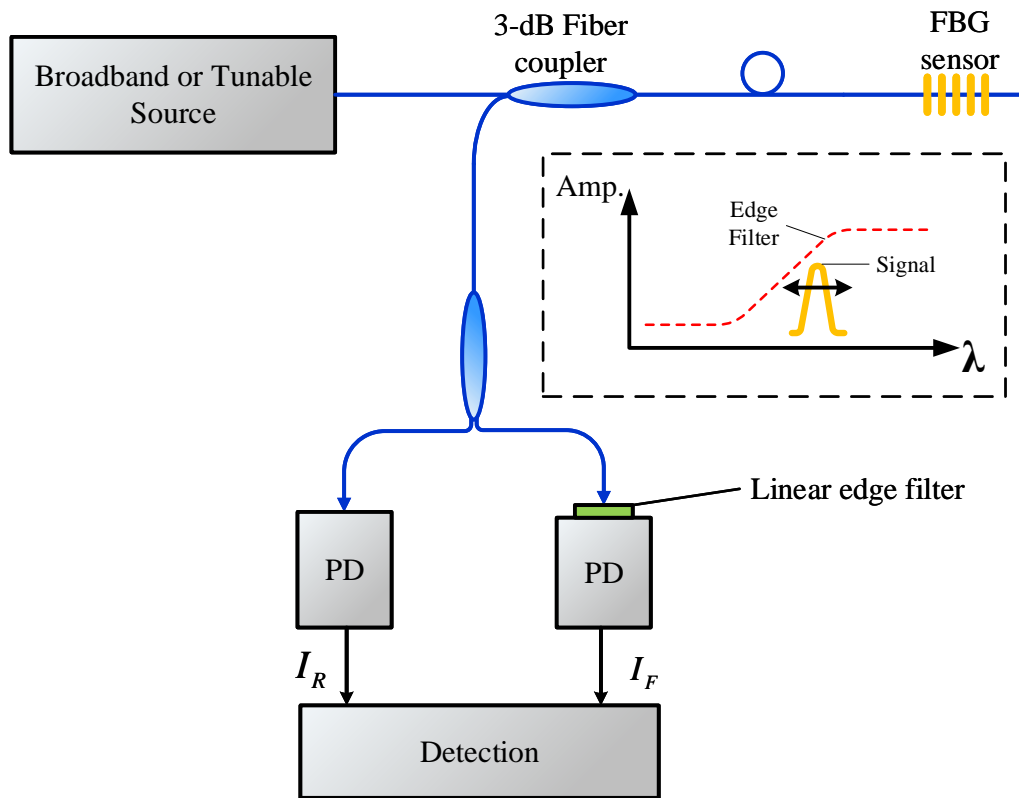 3-dB Fiber
coupler
FBG
sensor
Broadband or Tunable
Source
Amp.
Edge
Filter
Signal
λ
Linear edge filter
PD
PD
I_R
I_F
Detection